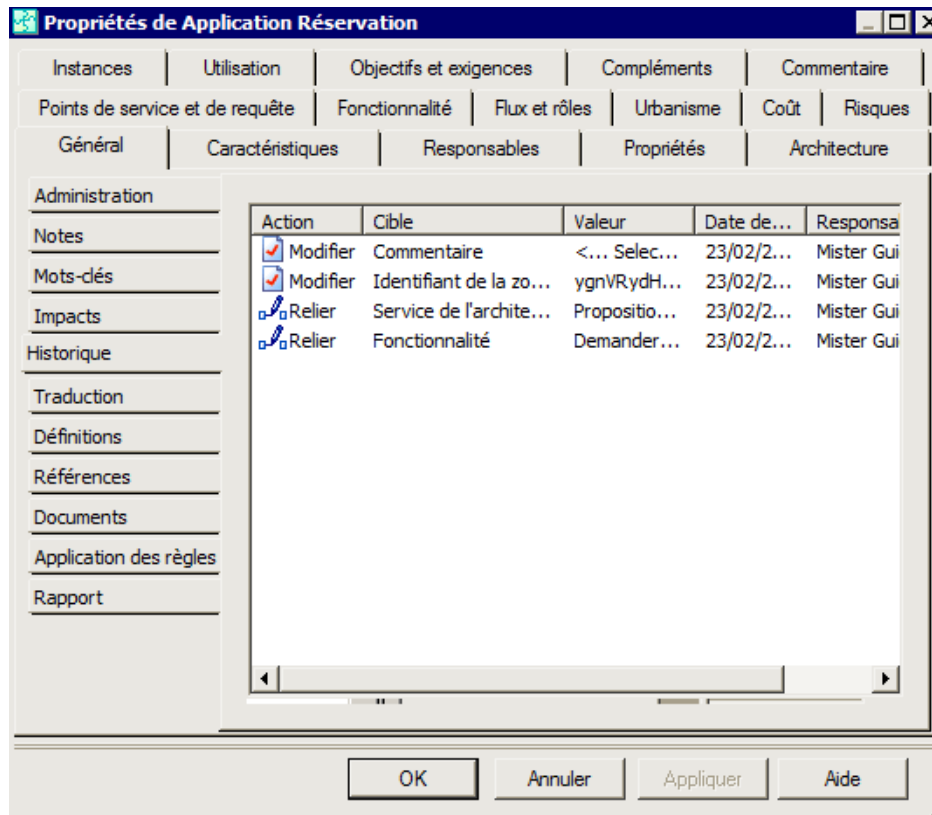 Propriétés de Application Réservation
Instances Utilisation Objectifs et exigences Compléments Commentaire
Points de service et de requête Fonctionnalité Flux et rôles Urbanisme Coût Risques
Général Caractéristiques Responsables Propriétés Architecture
Administration
Notes
Mots-clés
Impacts
Historique
Traduction
Définitions
Références
Documents
Application des règles
Rapport
Action Cible Valeur Date de... Responsa
Modifier Commentaire <... Selec... 23/02/2... Mister Gui
Modifier Identifiant de la zo... ygnVRydH... 23/02/2... Mister Gui
Relier Service de l'archite... Propositio... 23/02/2... Mister Gui
Relier Fonctionnalité Demander... 23/02/2... Mister Gui
OK Annuler Appliquer Aide